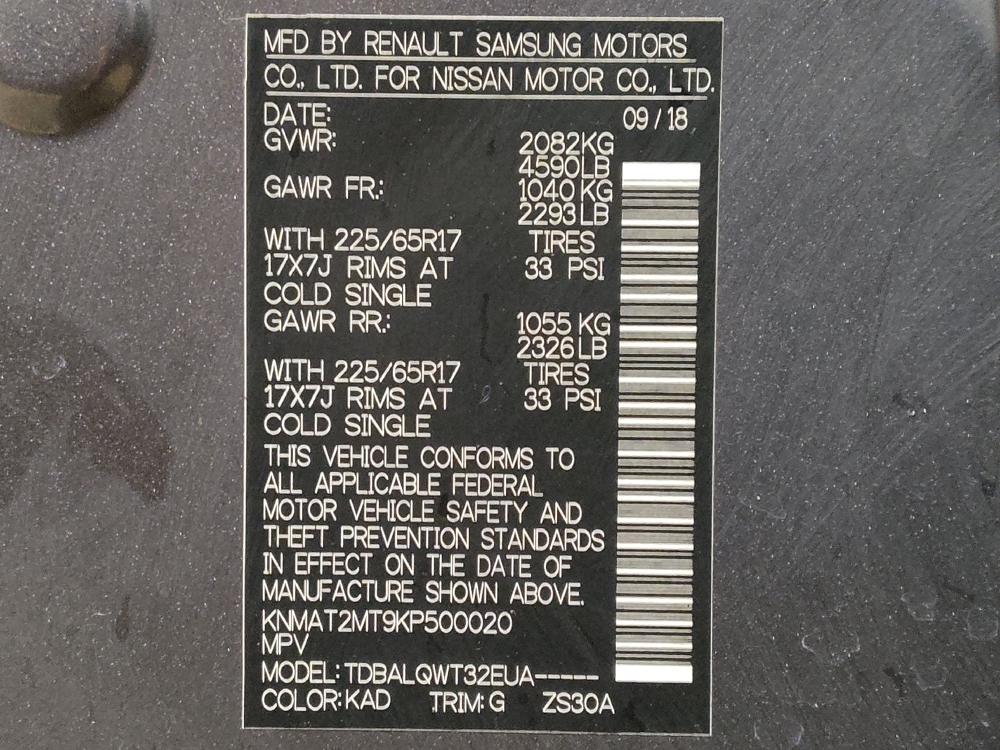 MFD BY RENAULT SAMSUNG MOTORS
CO., LTD. FOR NISSAN MOTOR CO., LTD.
DATE: 09 / 18
GVWR: 2082KG
4590LB
GAWR FR.: 1040 KG
2293LB
WITH 225/65R17 TIRES
17X7J RIMS AT 33 PSI
COLD SINGLE
GAWR RR.: 1055 KG
2326LB
WITH 225/65R17 TIRES
17X7J RIMS AT 33 PSI
COLD SINGLE
THIS VEHICLE CONFORMS TO
ALL APPLICABLE FEDERAL
MOTOR VEHICLE SAFETY AND
THEFT PREVENTION STANDARDS
IN EFFECT ON THE DATE OF
MANUFACTURE SHOWN ABOVE.
KNMAT2MT9KP500020
MPV
MODEL: TDBALQWT32EUA-----
COLOR: KAD TRIM: G ZS30A